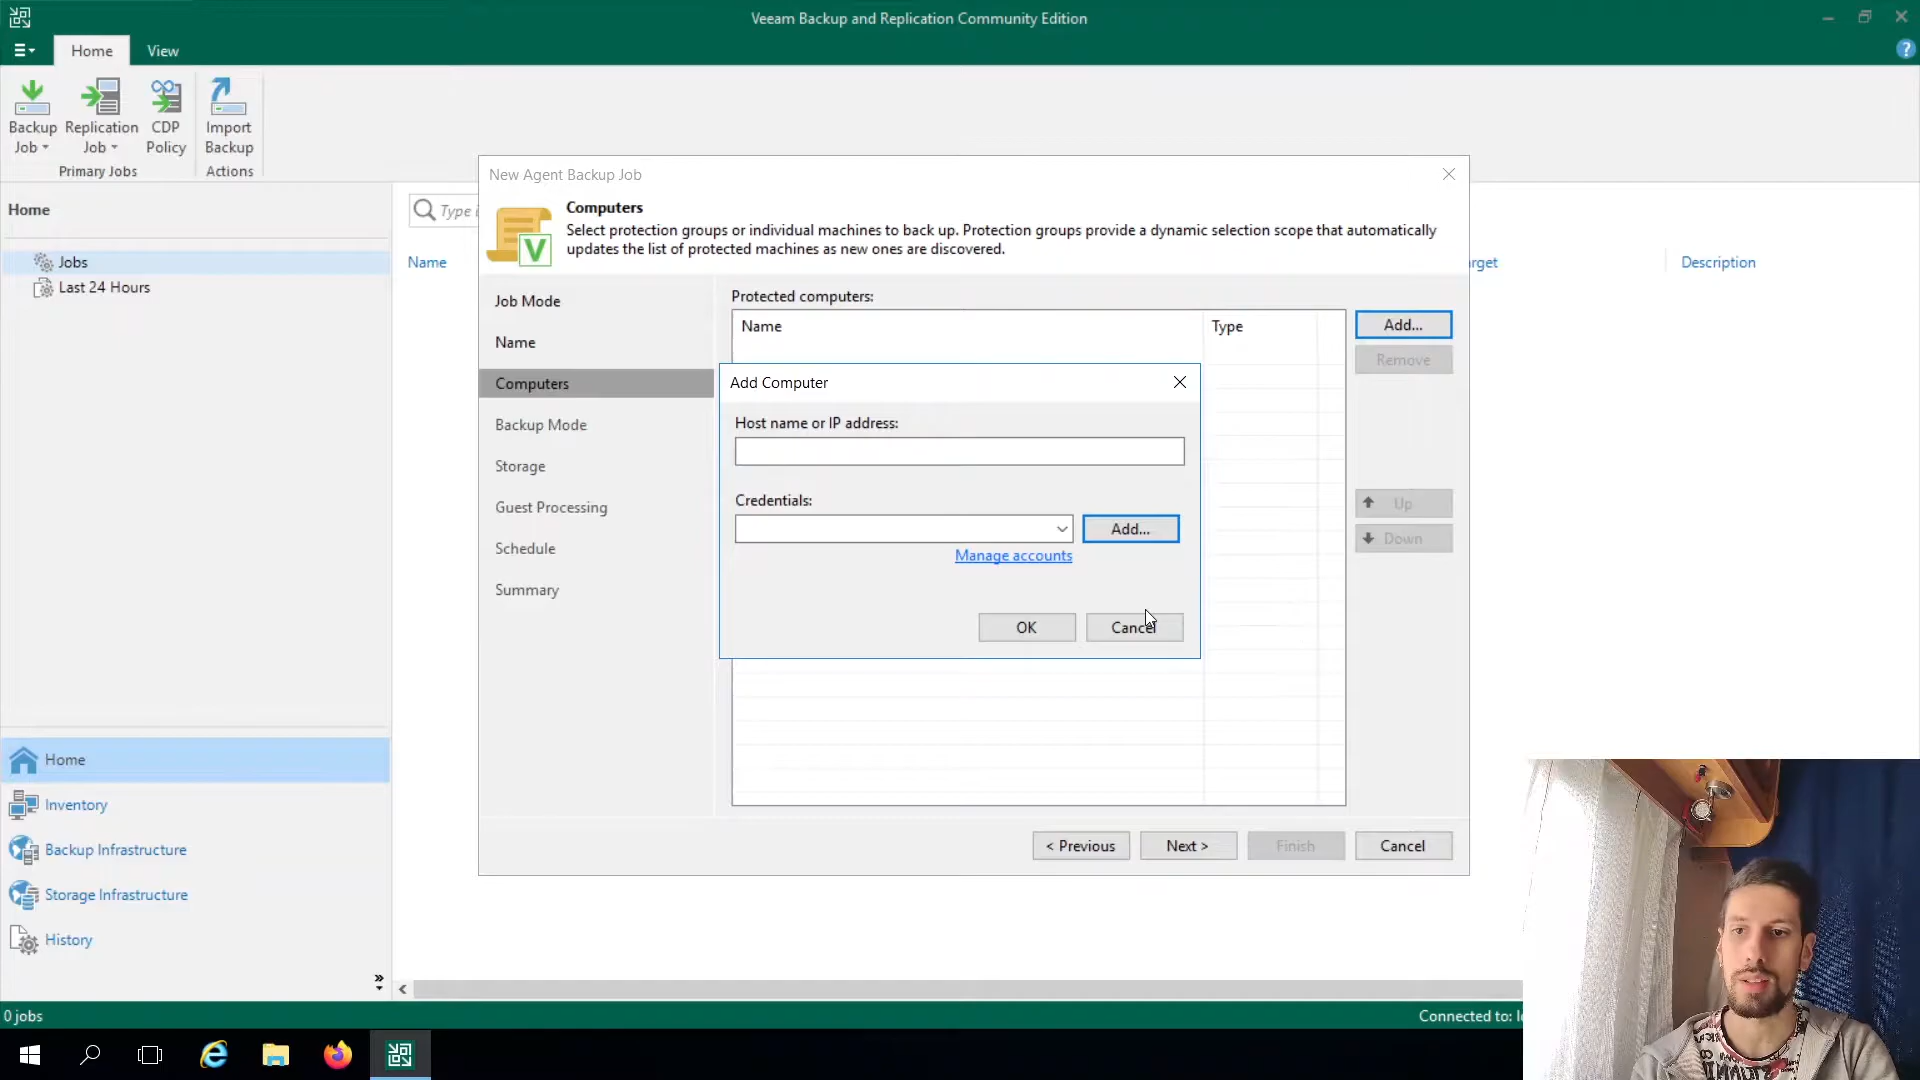 Veeam Backup and Replication Community Edition
Home
View
Backup
Job
Replication
Job
CDP
Policy
Import
Backup
Primary Jobs
Actions
Home
Jobs
Last 24 Hours
Type i
Name
rget
Description
New Agent Backup Job
Computers
Select protection groups or individual machines to back up. Protection groups provide a dynamic selection scope that automatically
updates the list of protected machines as new ones are discovered.
Job Mode
Name
Computers
Backup Mode
Storage
Guest Processing
Schedule
Summary
Protected computers:
Name
Type
Add...
Remove
Up
Down
Add Computer
Host name or IP address:
Credentials:
Add...
Manage accounts
OK
Cancel
< Previous
Next >
Finish
Cancel
Home
Inventory
Backup Infrastructure
Storage Infrastructure
History
0 jobs
Connected to: l